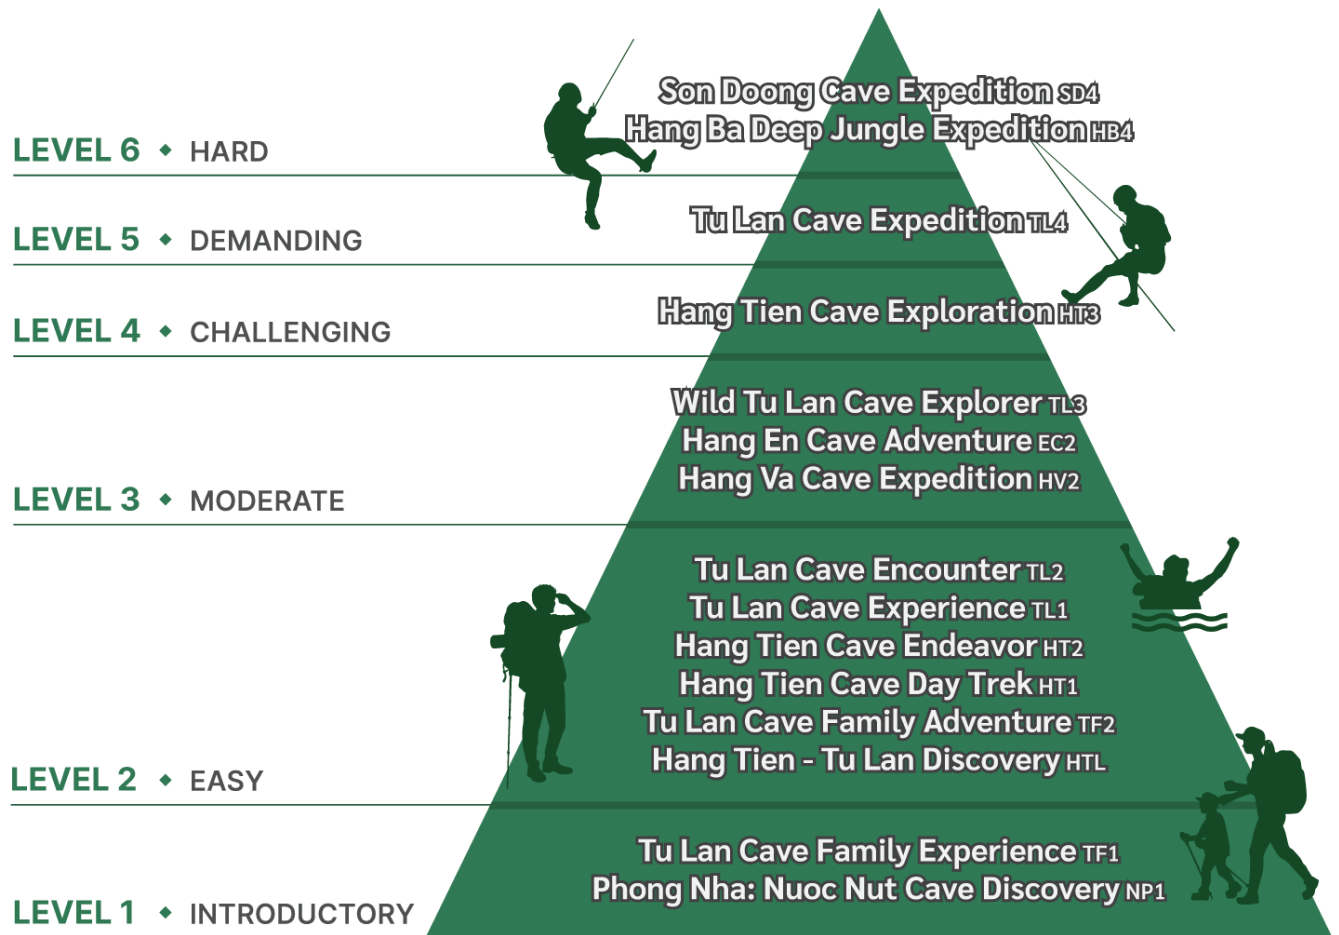 Son Doong Cave Expedition SD4
Hang Ba Deep Jungle Expedition HB4
LEVEL 6 ◆ HARD
Tu Lan Cave Expedition TL4
LEVEL 5 ◆ DEMANDING
Hang Tien Cave Exploration HT3
LEVEL 4 ◆ CHALLENGING
Wild Tu Lan Cave Explorer TL3
Hang En Cave Adventure EC2
Hang Va Cave Expedition HV2
LEVEL 3 ◆ MODERATE
Tu Lan Cave Encounter TL2
Tu Lan Cave Experience TL1
Hang Tien Cave Endeavor HT2
Hang Tien Cave Day Trek HT1
Tu Lan Cave Family Adventure TF2
Hang Tien - Tu Lan Discovery HTL
LEVEL 2 ◆ EASY
Tu Lan Cave Family Experience TF1
Phong Nha: Nuoc Nut Cave Discovery NP1
LEVEL 1 ◆ INTRODUCTORY